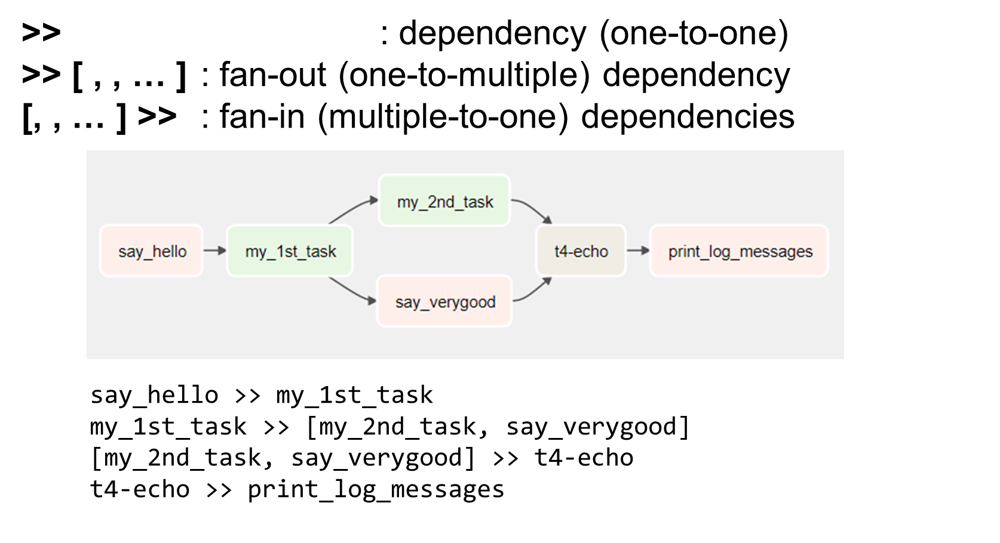 >> : dependency (one-to-one)
>> [ , , … ] : fan-out (one-to-multiple) dependency
[, , … ] >> : fan-in (multiple-to-one) dependencies
my_2nd_task
say_hello my_1st_task t4-echo print_log_messages
say_verygood
say_hello >> my_1st_task
my_1st_task >> [my_2nd_task, say_verygood]
[my_2nd_task, say_verygood] >> t4-echo
t4-echo >> print_log_messages